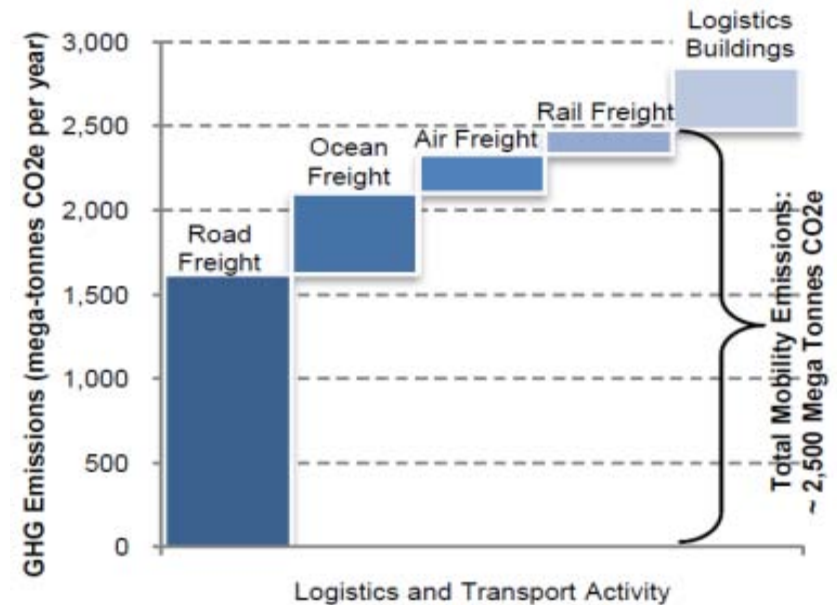 GHG Emissions (mega-tonnes CO2e per year)
3,000
2,500
2,000
1,500
1,000
500
0
Road
Freight
Ocean
Freight
Air Freight
Rail Freight
Logistics
Buildings
Total Mobility Emissions:
~ 2,500 Mega Tonnes CO2e
Logistics and Transport Activity